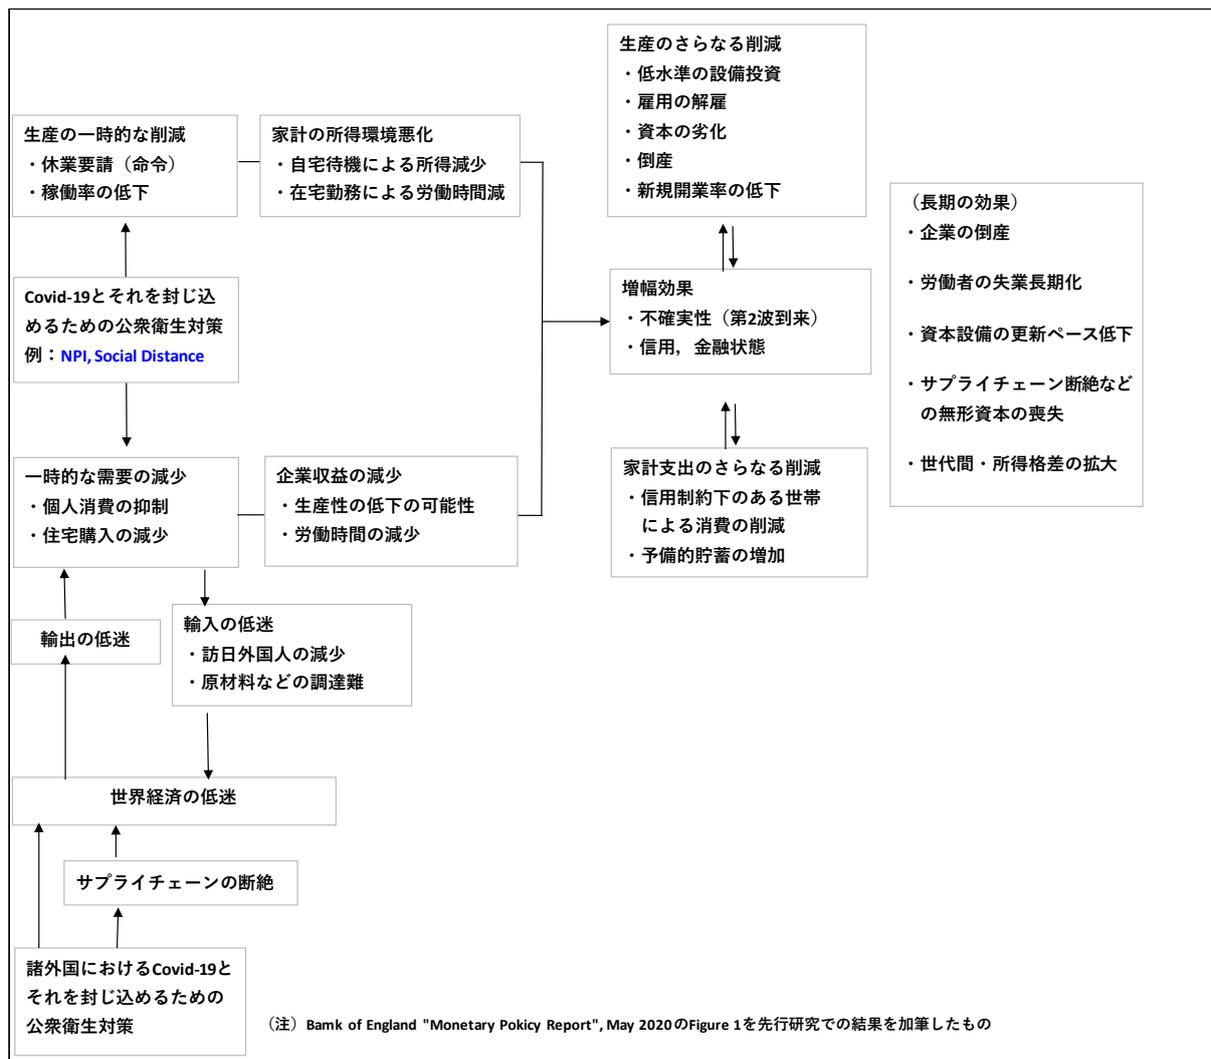 生産のさらなる削減
・低水準の設備投資
・雇用の解雇
・資本の劣化
・倒産
・新規開業率の低下
生産の一時的な削減
・休業要請（命令）
・稼働率の低下
家計の所得環境悪化
・自宅待機による所得減少
・在宅勤務による労働時間減
（長期の効果）
・企業の倒産
・労働者の失業長期化
・資本設備の更新ペース低下
・サプライチェーン断絶など
の無形資本の喪失
・世代間・所得格差の拡大
Covid-19とそれを封じ込
めるための公衆衛生対策
例：NPI, Social Distance
増幅効果
・不確実性（第2波到来）
・信用，金融状態
一時的な需要の減少
・個人消費の抑制
・住宅購入の減少
企業収益の減少
・生産性の低下の可能性
・労働時間の減少
家計支出のさらなる削減
・信用制約下のある世帯
による消費の削減
・予備的貯蓄の増加
輸出の低迷
輸入の低迷
・訪日外国人の減少
・原材料などの調達難
世界経済の低迷
サプライチェーンの断絶
諸外国におけるCovid-19と
それを封じ込めるための
公衆衛生対策
（注）Bamk of England "Monetary Pokicy Report", May 2020のFigure 1を先行研究での結果を加筆したもの